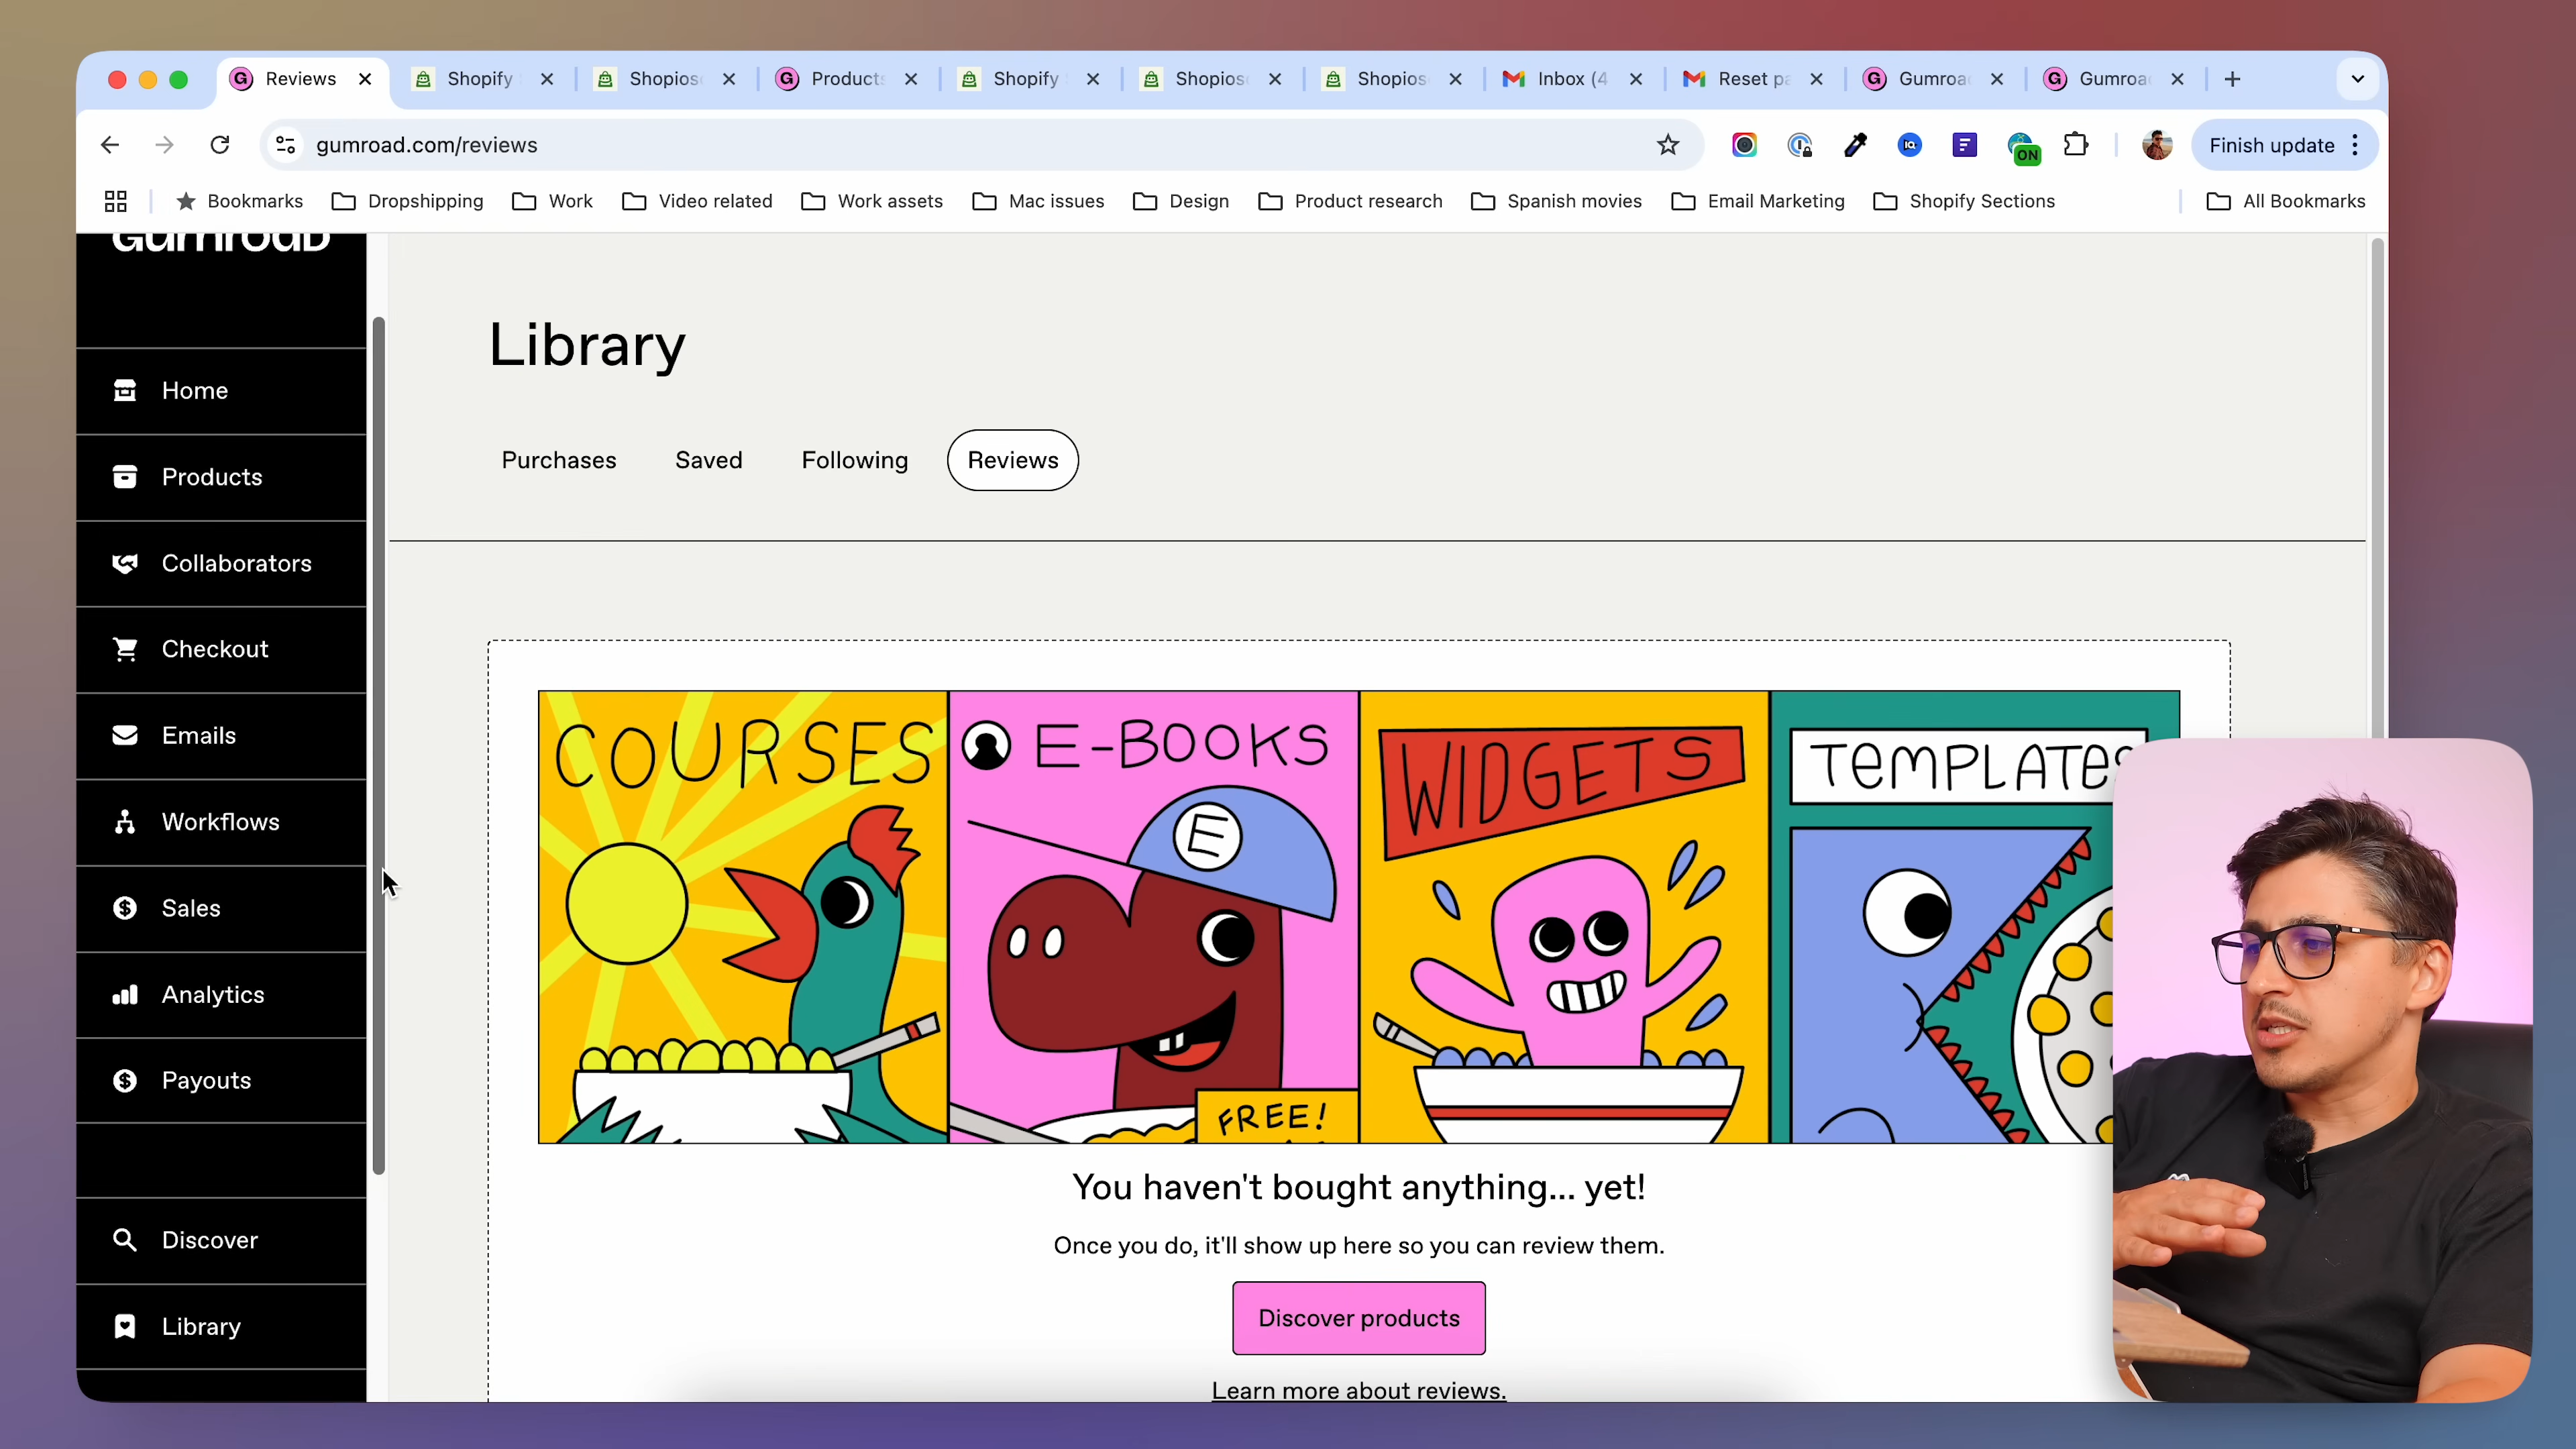 Reviews
Shopify
Shopios
Products
Shopify
Shopios
Shopios
Inbox (4
Reset pa
Gumroa
Gumroa
gumroad.com/reviews
ON
Finish update
Bookmarks
Dropshipping
Work
Video related
Work assets
Mac issues
Design
Product research
Spanish movies
Email Marketing
Shopify Sections
All Bookmarks
GUMROAD
Home
Products
Collaborators
Checkout
Emails
Workflows
Sales
Analytics
Payouts
Discover
Library
Library
Purchases
Saved
Following
Reviews
COURSES
E-BOOKS
E
FREE!
WIDGETS
TEMPLATES
You haven't bought anything... yet!
Once you do, it'll show up here so you can review them.
Discover products
Learn more about reviews.